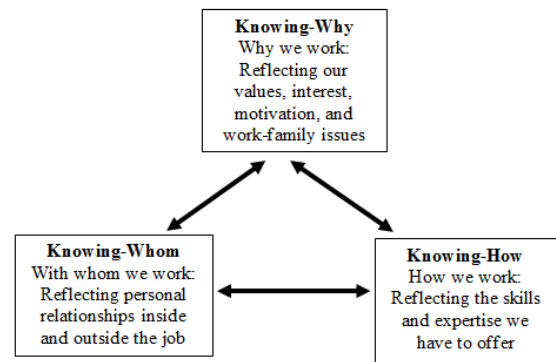 Knowing-Why
Why we work:
Reflecting our
values, interest,
motivation, and
work-family issues
Knowing-Whom
With whom we work:
Reflecting personal
relationships inside
and outside the job
Knowing-How
How we work:
Reflecting the skills
and expertise we
have to offer